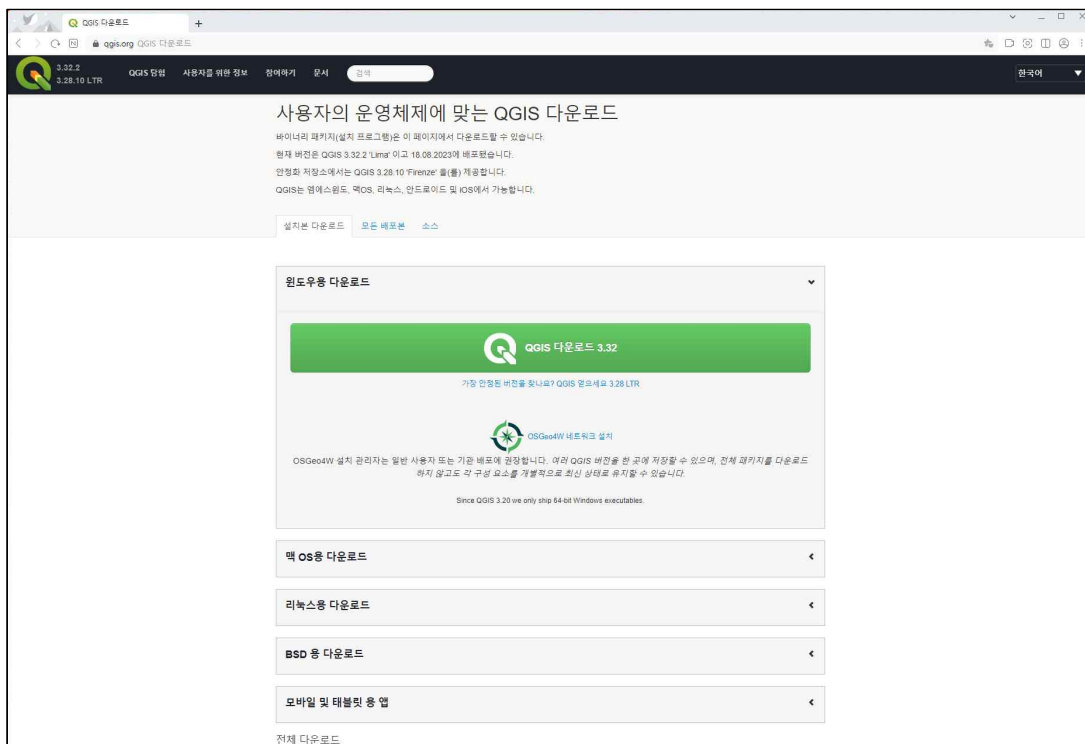 QGIS 다운로드
+
qgis.org QGIS 다운로드
3.32.2
3.28.10 LTR
QGIS 탐험 사용자를 위한 정보 참여하기 문서 검색 한국어
사용자의 운영체제에 맞는 QGIS 다운로드
바이너리 패키지(설치 프로그램)은 이 페이지에서 다운로드할 수 있습니다.
현재 버전은 QGIS 3.32.2 'Lima' 이고 18.08.2023에 배포됐습니다.
안정화 저장소에서는 QGIS 3.28.10 'Firenze' 을(를) 제공합니다.
QGIS는 엠에스윈도, 맥OS, 리눅스, 안드로이드 및 iOS에서 가능합니다.
설치본 다운로드 모든 배포본 소스
윈도우용 다운로드
QGIS 다운로드 3.32
가장 안정된 버전을 찾나요? QGIS 얻으세요 3.28 LTR
OSGeo4W 네트워크 설치
OSGeo4W 설치 관리자는 일반 사용자 또는 기관 배포에 권장합니다. 여러 QGIS 버전을 한 곳에 저장할 수 있으며, 전체 패키지를 다운로드
하지 않고도 각 구성 요소를 개별적으로 최신 상태로 유지할 수 있습니다.
Since QGIS 3.20 we only ship 64-bit Windows executables.
맥 OS용 다운로드
리눅스용 다운로드
BSD 용 다운로드
모바일 및 태블릿 용 앱
전체 다운로드